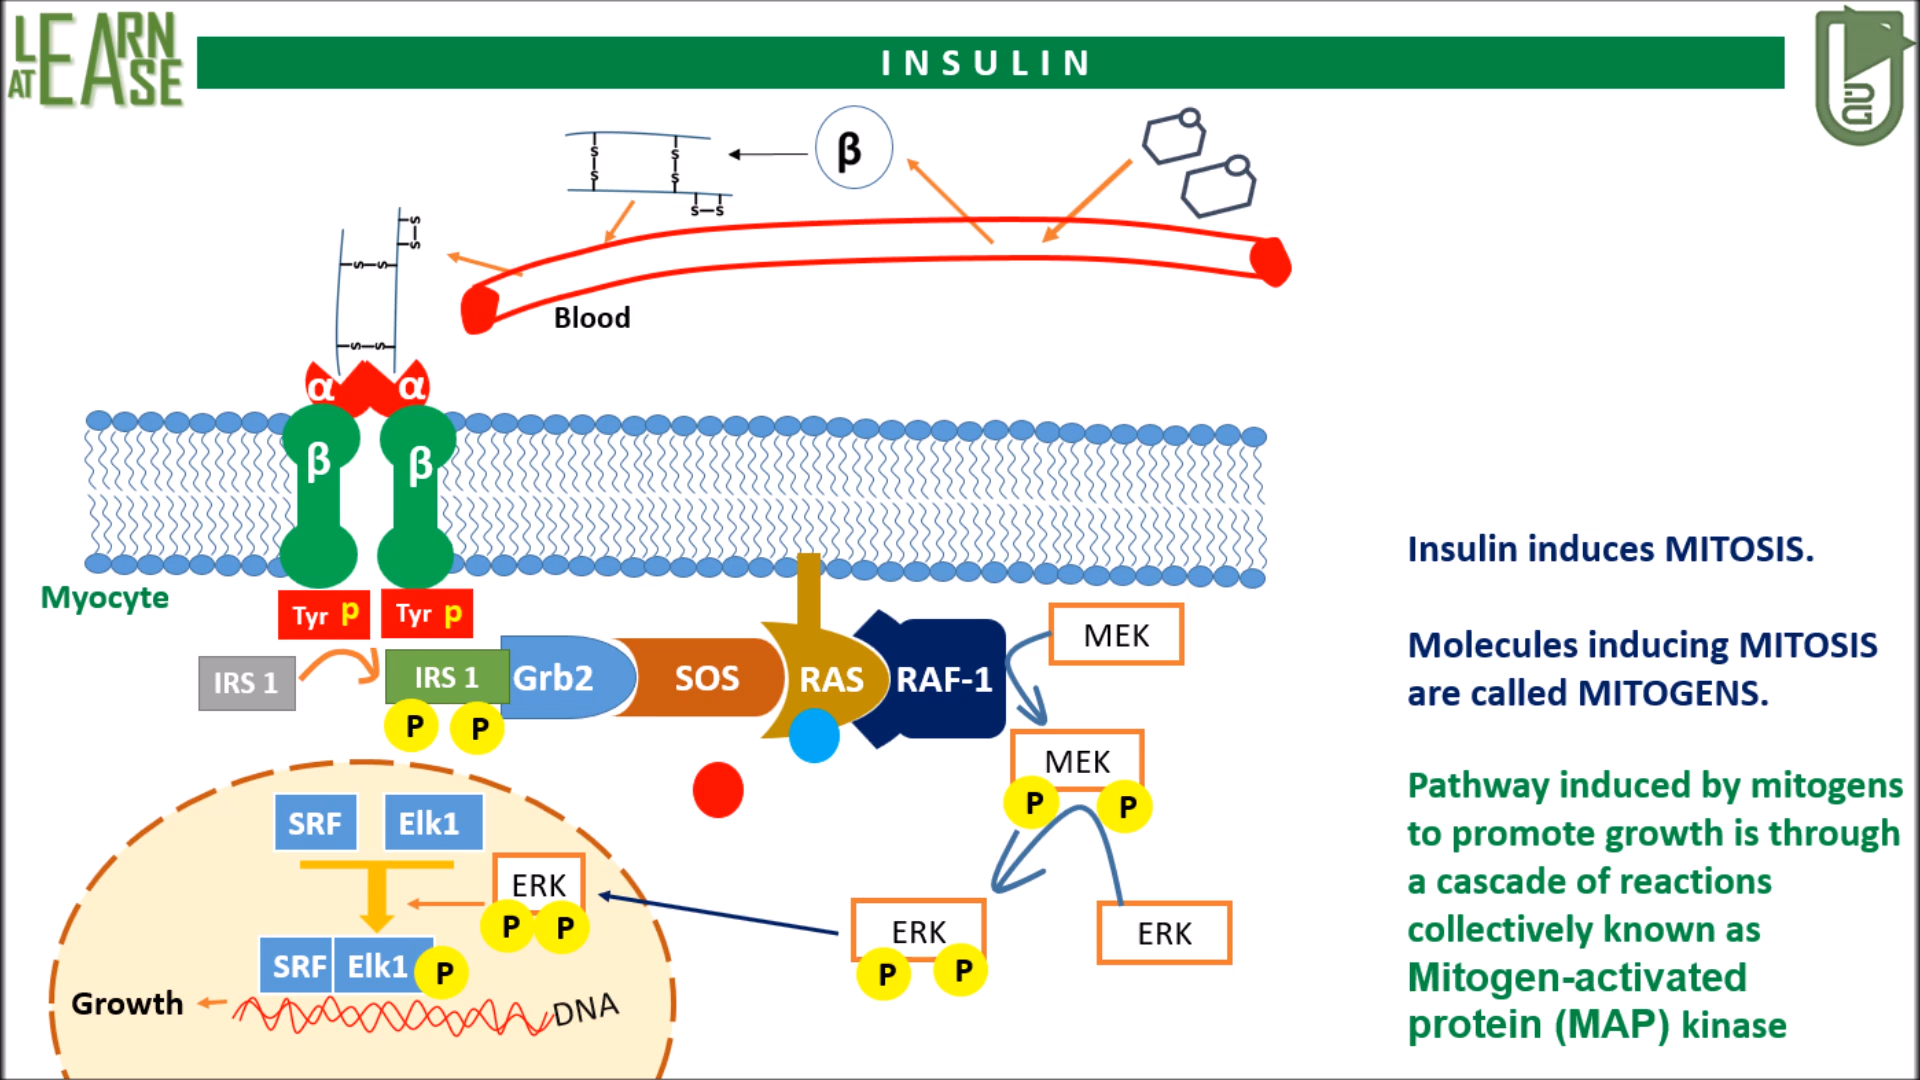 LEARN
AT EASE
INSULIN
GiD
β
S
S
S
S
S-S
S
S
S-S
S-S
Blood
α
α
β
β
Myocyte
Tyr P
Tyr P
IRS 1
IRS 1
Grb2
SOS
RAS
RAF-1
MEK
P
P
MEK
P
P
SRF
Elk1
ERK
P
P
ERK
P
P
ERK
SRF
Elk1
P
Growth
DNA
Insulin induces MITOSIS.
Molecules inducing MITOSIS
are called MITOGENS.
Pathway induced by mitogens
to promote growth is through
a cascade of reactions
collectively known as
Mitogen-activated
protein (MAP) kinase